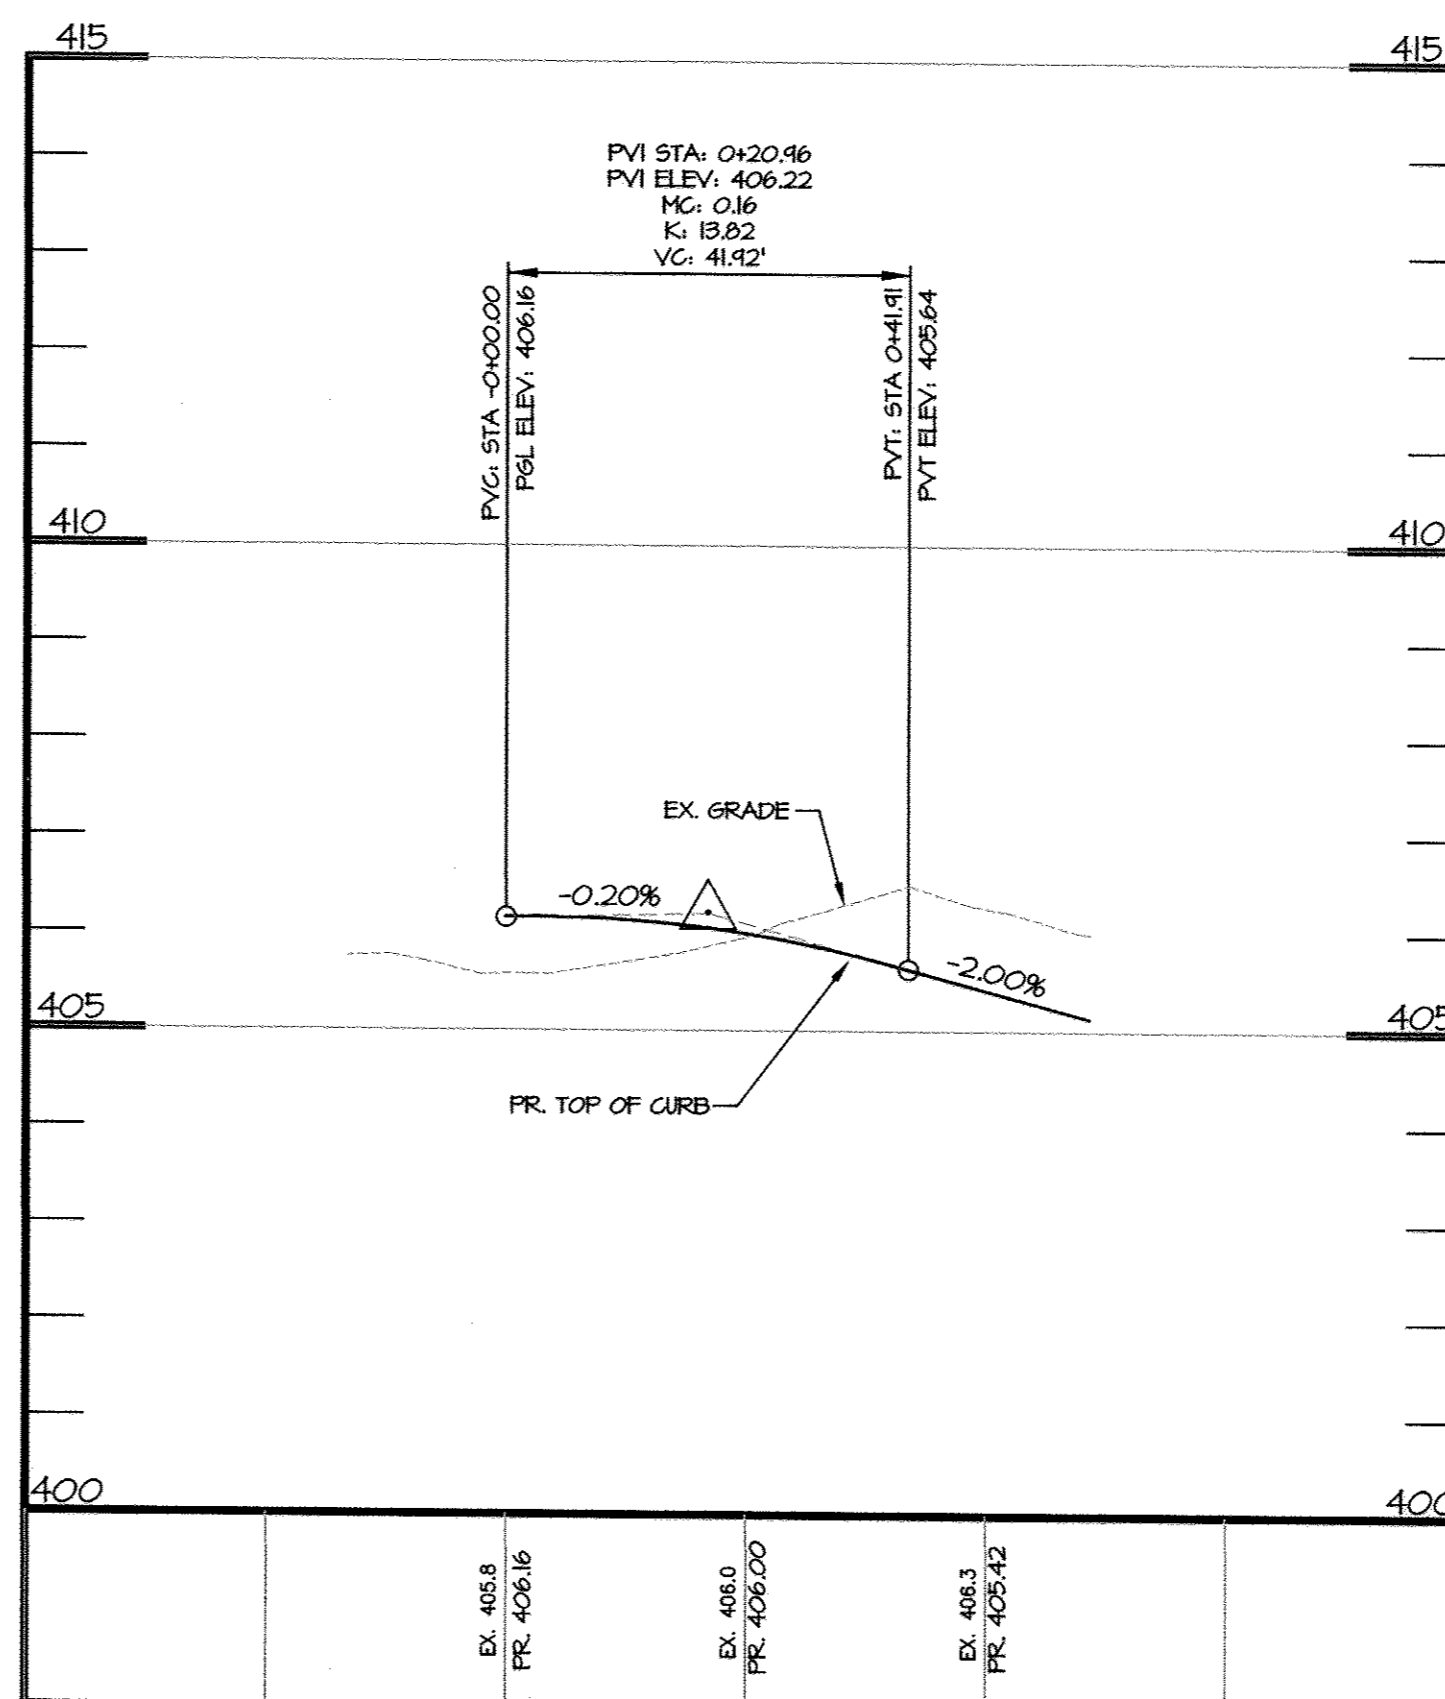 415
415
PVI STA: 0+20.96
PVI ELEV: 406.22
MC: 0.16
K: 13.82
VC: 41.92'
PVC: STA -0+00.00
PGL ELEV: 406.16
PVT: STA 0+41.91
PVT ELEV: 405.64
410
410
EX. GRADE
-0.20%
-2.00%
405
405
PR. TOP OF CURB
400
400
EX. 405.8
PR. 406.16
EX. 406.0
PR. 406.00
EX. 406.3
PR. 405.42